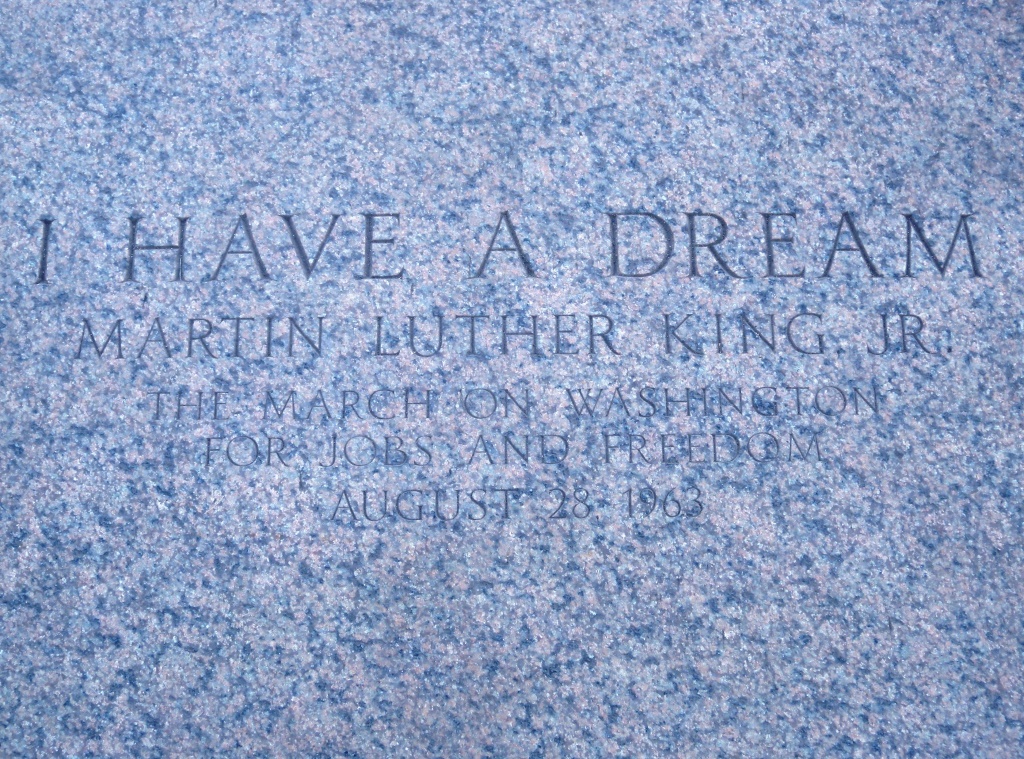 I HAVE A DREAM
MARTIN LUTHER KING, JR.
THE MARCH ON WASHINGTON
FOR JOBS AND FREEDOM
AUGUST 28, 1963